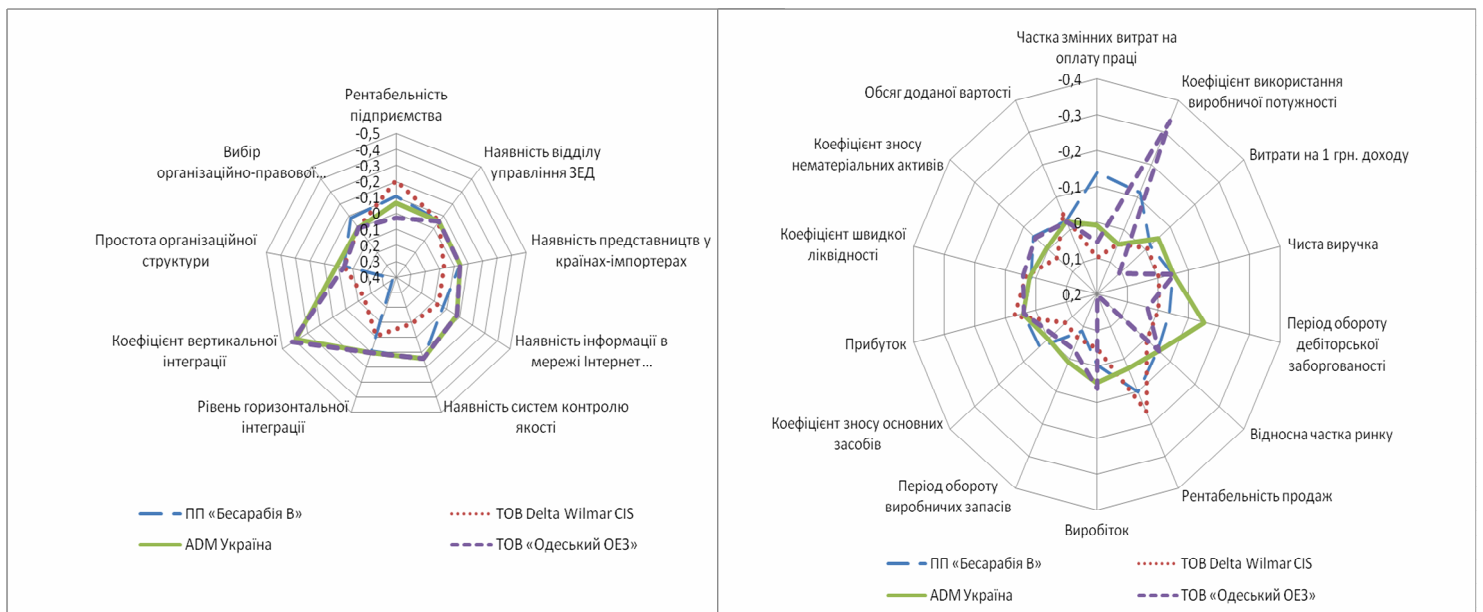 Рентабельність
підприємства
-0,5
-0,4
-0,3
-0,2
-0,1
0
0,1
0,2
0,3
0,4
Наявність відділу
управління ЗЕД
Наявність представництв у
країнах-імпортерах
Наявність інформації в
мережі Інтернет...
Наявність систем контролю
якості
Рівень горизонтальної
інтеграції
Коефіцієнт вертикальної
інтеграції
Простота організаційної
структури
Вибір
організаційно-правової...
ПП «Бесарабія В»
ТОВ Delta Wilmar CIS
ADM Україна
ТОВ «Одеський ОЕЗ»
Частка змінних витрат на
оплату праці
-0,4
-0,3
-0,2
-0,1
0
0,1
0,2
Коефіцієнт використання
виробничої потужності
Витрати на 1 грн. доходу
Чиста виручка
Період обороту
дебіторської
заборгованості
Відносна частка ринку
Рентабельність продаж
Виробіток
Період обороту
виробничих запасів
Коефіцієнт зносу основних
засобів
Прибуток
Коефіцієнт швидкої
ліквідності
Коефіцієнт зносу
нематеріальних активів
Обсяг доданої вартості
ПП «Бесарабія В»
ТОВ Delta Wilmar CIS
ADM Україна
ТОВ «Одеський ОЕЗ»